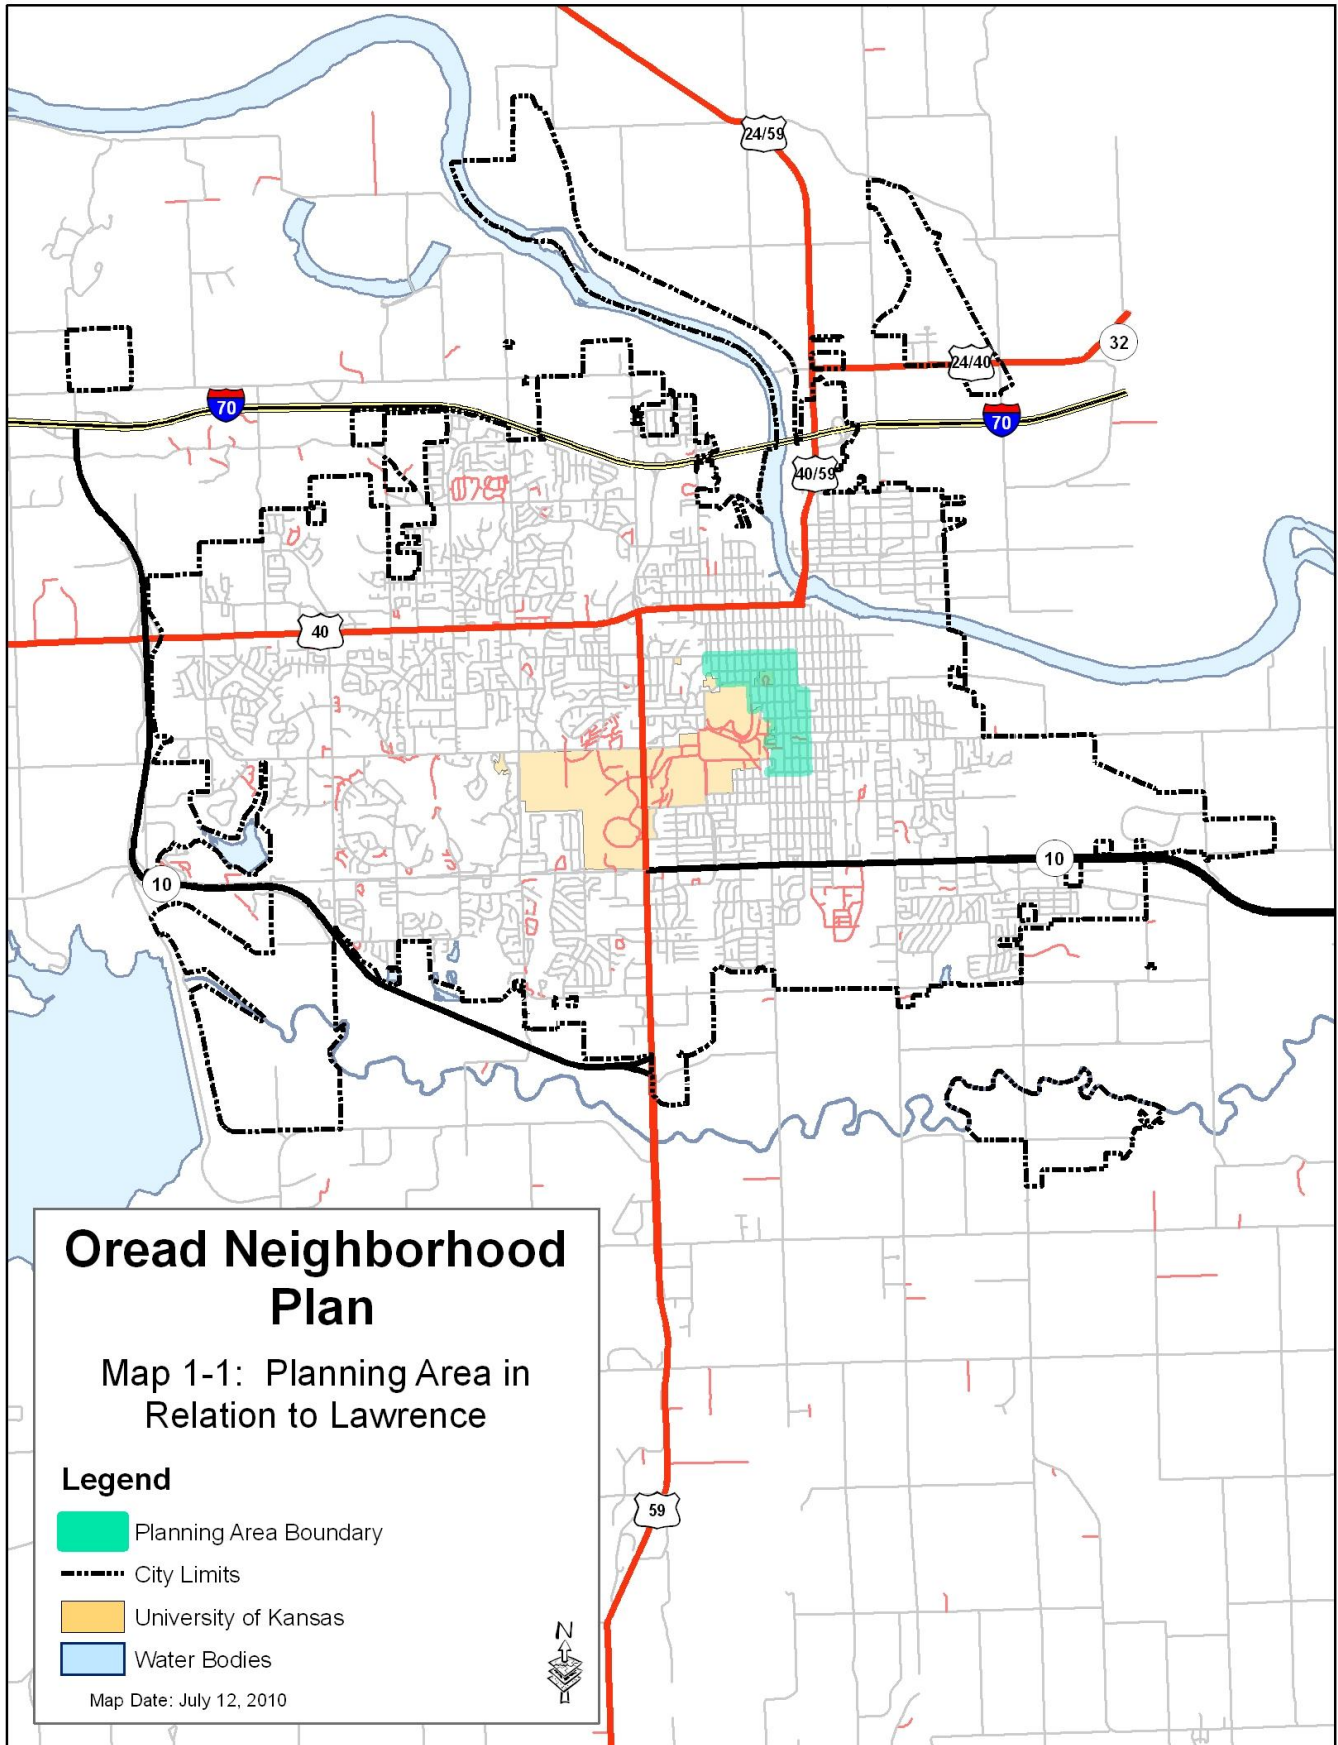 24/59
32
24/40
70
70
40/59
40
10
10
Oread Neighborhood
Plan
Map 1-1: Planning Area in
Relation to Lawrence
Legend
Planning Area Boundary
City Limits
University of Kansas
Water Bodies
Map Date: July 12, 2010
N
59